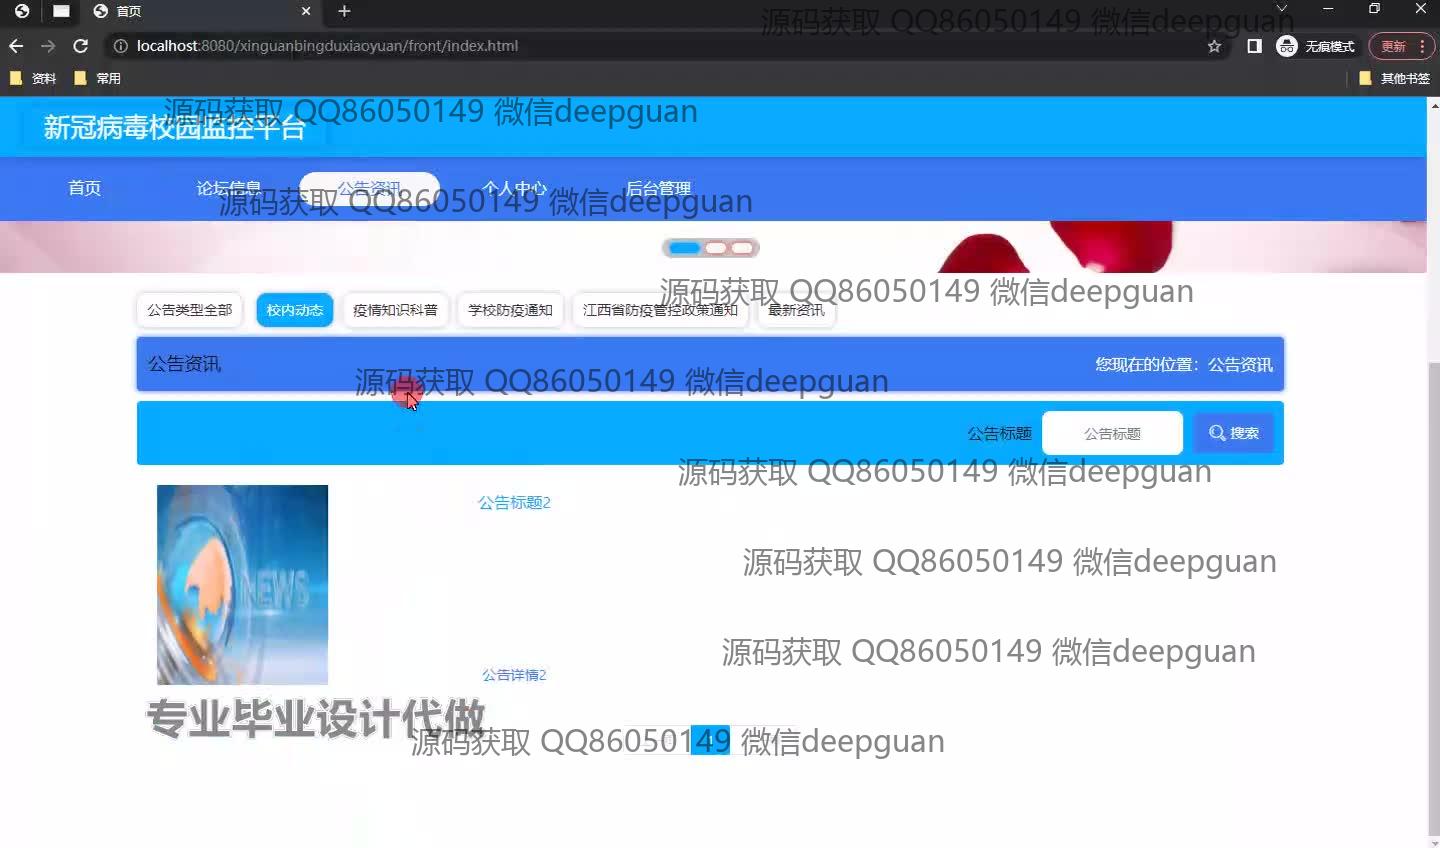 首页
源码获取 QQ86050149 微信deepguan
localhost:8080/xinguanbingduxiaoyuan/front/index.html
无痕模式
更新
资料
常用
其他书签
源码获取 QQ86050149 微信deepguan
新冠病毒校园监控平台
首页
论坛信息
公告资讯
个人中心
后台管理
源码获取 QQ86050149 微信deepguan
源码获取 QQ86050149 微信deepguan
公告类型全部
校内动态
疫情知识科普
学校防疫通知
江西省防疫管控政策通知
最新资讯
公告资讯
您现在的位置：公告资讯
源码获取 QQ86050149 微信deepguan
公告标题
公告标题
搜索
源码获取 QQ86050149 微信deepguan
公告标题2
NEWS
源码获取 QQ86050149 微信deepguan
源码获取 QQ86050149 微信deepguan
公告详情2
专业毕业设计代做
源码获取 QQ86050149 微信deepguan